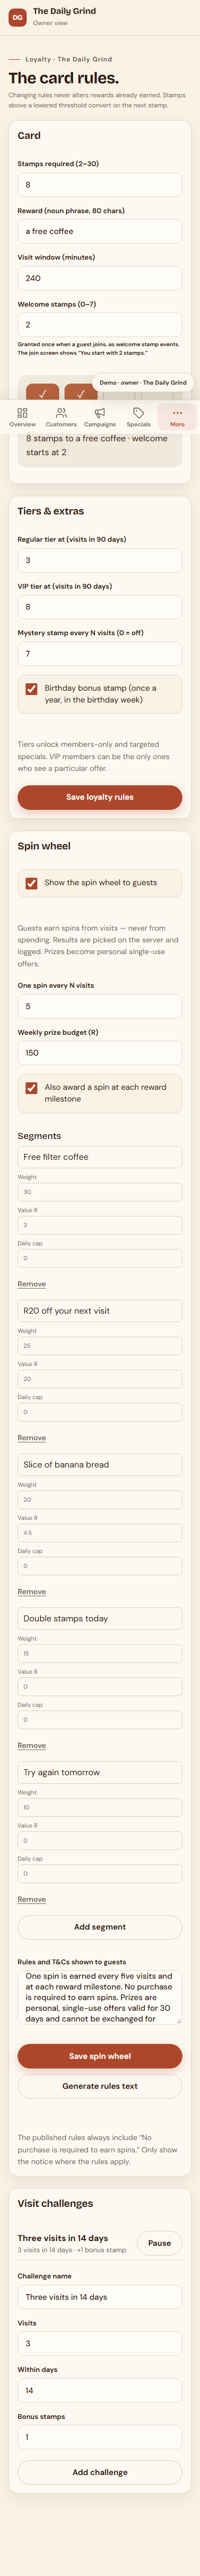 DG
The Daily Grind
Owner view
Loyalty · The Daily Grind
The card rules.
Changing rules never alters rewards already earned. Stamps
above a lowered threshold convert on the next stamp.
Card
Stamps required (2–30)
8
Reward (noun phrase, 80 chars)
a free coffee
Visit window (minutes)
240
Welcome stamps (0–7)
2
Granted once when a guest joins, as welcome stamp events.
The join screen shows "You start with 2 stamps."
Demo · owner · The Daily Grind
Overview
Customers
Campaigns
Specials
More
8 stamps to a free coffee · welcome
starts at 2
Tiers & extras
Regular tier at (visits in 90 days)
3
VIP tier at (visits in 90 days)
8
Mystery stamp every N visits (0 = off)
7
Birthday bonus stamp (once a
year, in the birthday week)
Tiers unlock members-only and targeted
specials. VIP members can be the only ones
who see a particular offer.
Save loyalty rules
Spin wheel
Show the spin wheel to guests
Guests earn spins from visits — never from
spending. Results are picked on the server and
logged. Prizes become personal single-use
offers.
One spin every N visits
5
Weekly prize budget (R)
150
Also award a spin at each reward
milestone
Segments
Free filter coffee
Weight
30
Value R
3
Daily cap
0
Remove
R20 off your next visit
Weight
25
Value R
20
Daily cap
0
Remove
Slice of banana bread
Weight
20
Value R
4.5
Daily cap
0
Remove
Double stamps today
Weight
15
Value R
0
Daily cap
0
Remove
Try again tomorrow
Weight
10
Value R
0
Daily cap
0
Remove
Add segment
Rules and T&Cs shown to guests
One spin is earned every five visits and
at each reward milestone. No purchase
is required to earn spins. Prizes are
personal, single-use offers valid for 30
days and cannot be exchanged for
Save spin wheel
Generate rules text
The published rules always include "No
purchase is required to earn spins." Only show
the notice where the rules apply.
Visit challenges
Three visits in 14 days
3 visits in 14 days · +1 bonus stamp
Pause
Challenge name
Three visits in 14 days
Visits
3
Within days
14
Bonus stamps
1
Add challenge